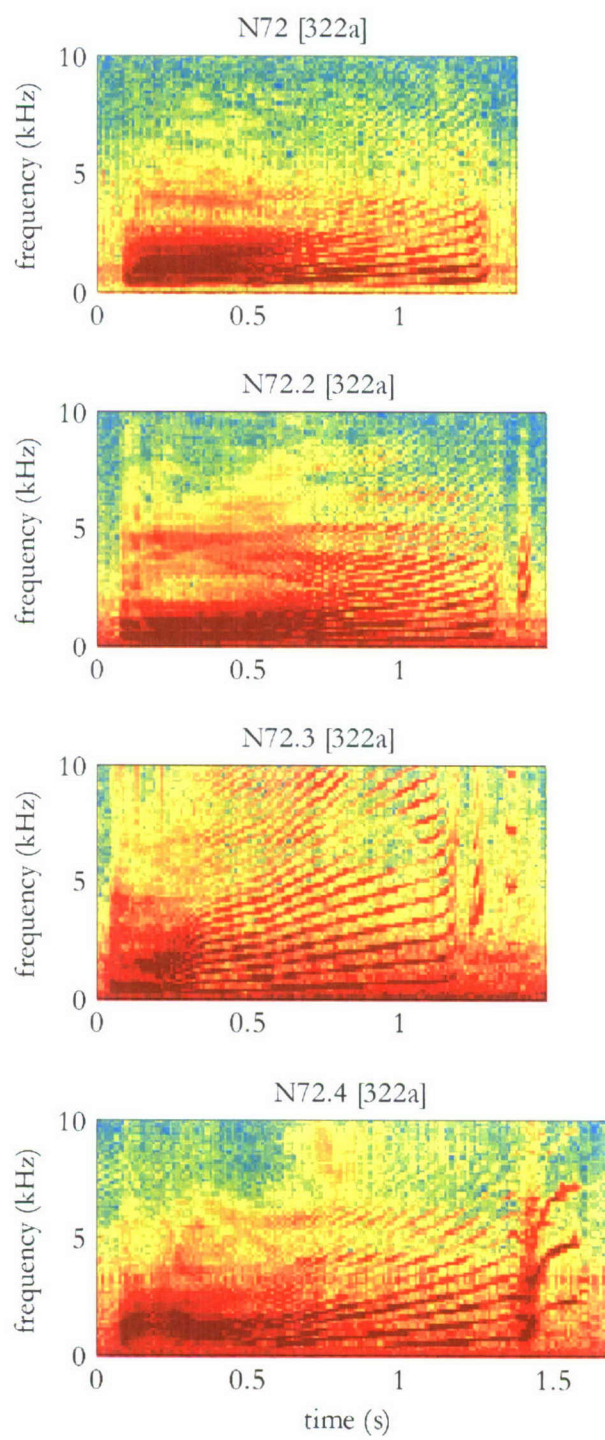 N72 [322a]
10
5
0
frequency (kHz)
0 0.5 1
N72.2 [322a]
10
5
0
frequency (kHz)
0 0.5 1
N72.3 [322a]
10
5
0
frequency (kHz)
0 0.5 1
N72.4 [322a]
10
5
0
frequency (kHz)
0 0.5 1 1.5
time (s)